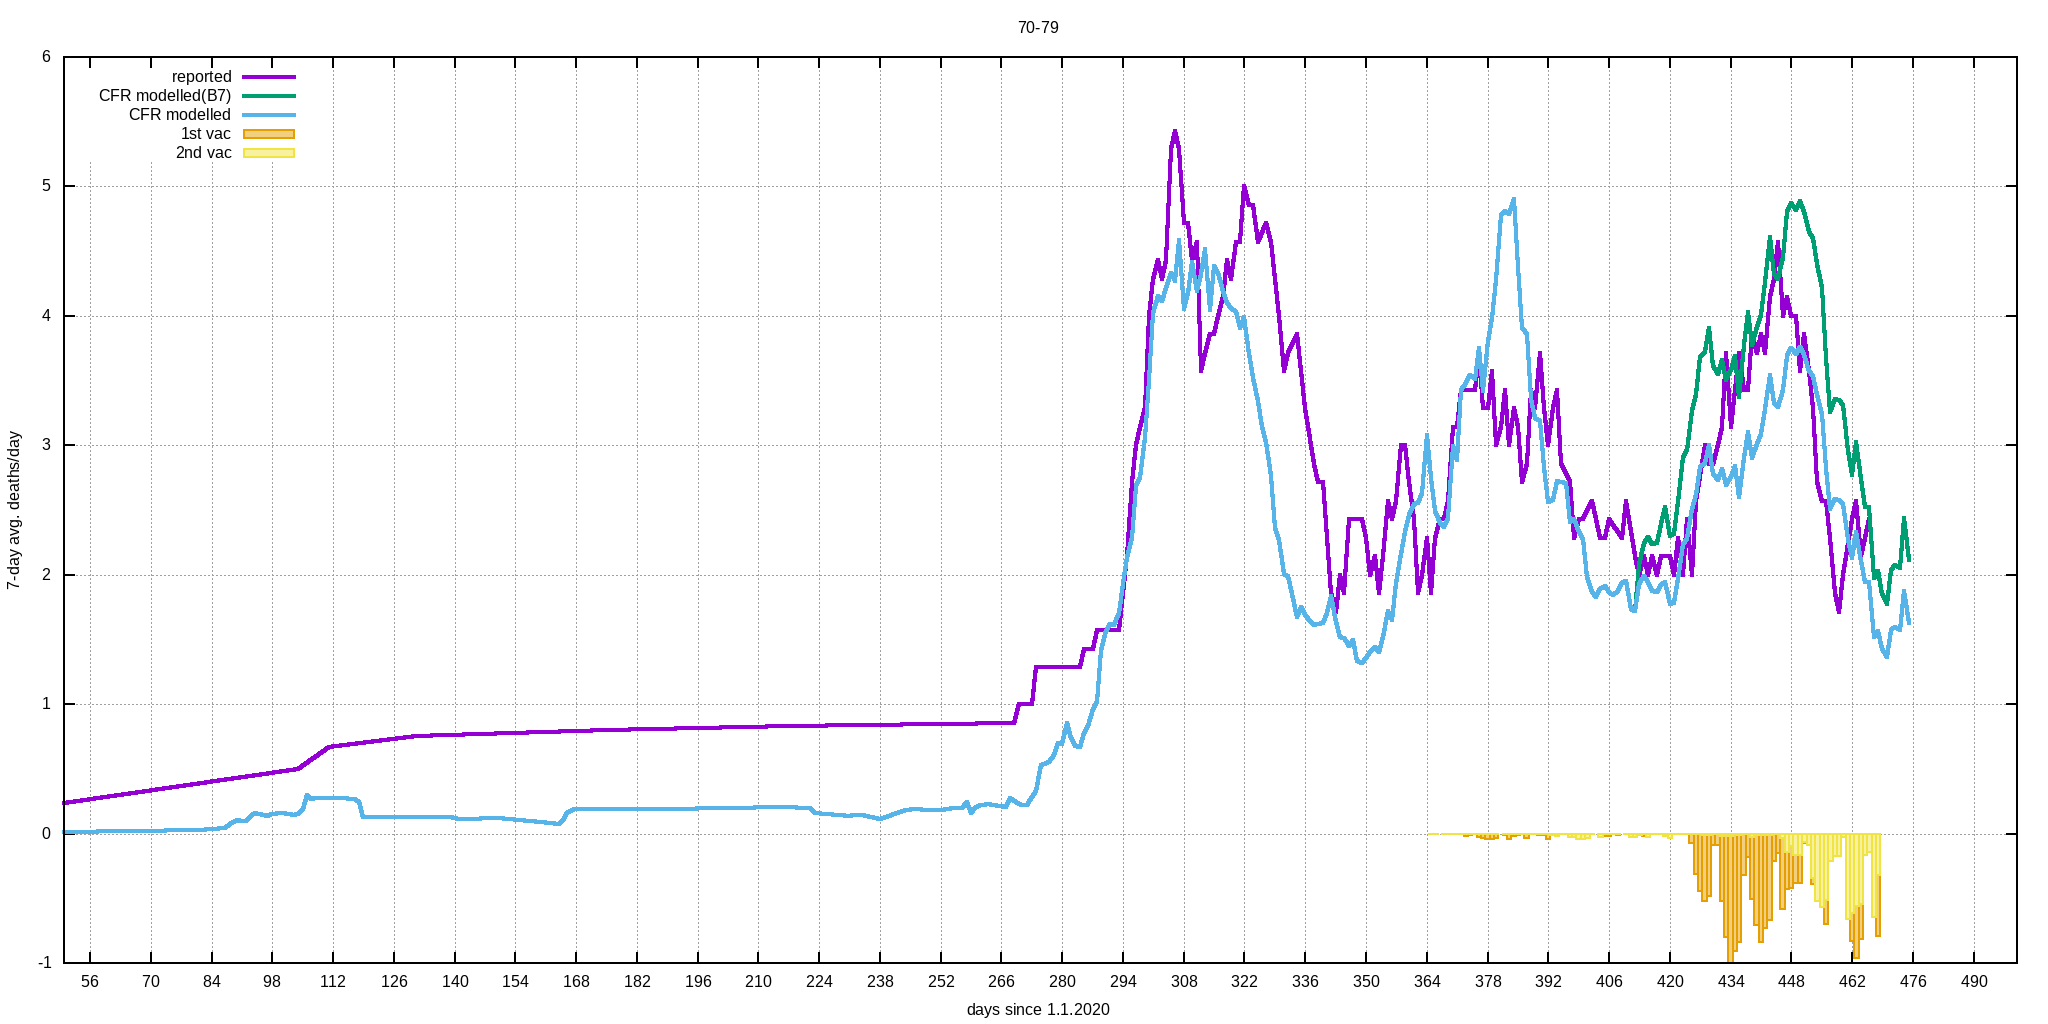 70-79
6
reported
CFR modelled(B7)
CFR modelled
1st vac
2nd vac
5
4
3
2
1
0
-1
7-day avg. deaths/day
56 70 84 98 112 126 140 154 168 182 196 210 224 238 252 266 280 294 308 322 336 350 364 378 392 406 420 434 448 462 476 490
days since 1.1.2020